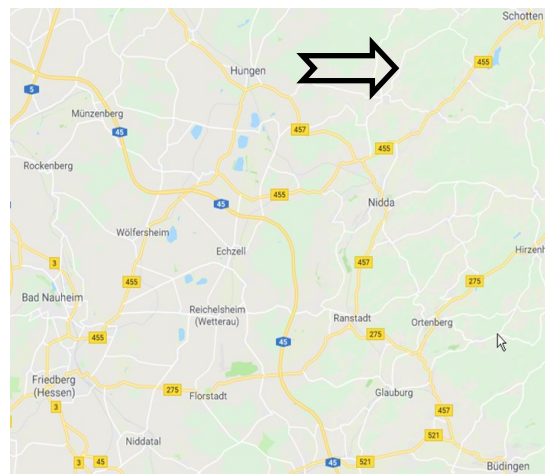 Schotten
455
Hungen
5
Münzenberg
45
457
455
Rockenberg
455
45
Nidda
Wölfersheim
Echzell
Hirzenh
3
457
455
275
Bad Nauheim
Reichelsheim
(Wetterau)
Ranstadt
Ortenberg
455
275
45
Friedberg
(Hessen)
275
Florstadt
Glauburg
3
457
Niddatal
521
3
45
45
521
Büdingen